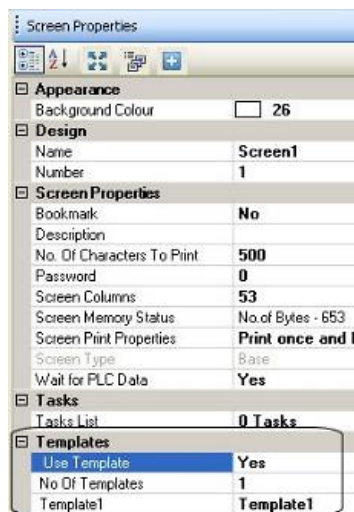 Screen Properties
Appearance
Background Colour 26
Design
Name Screen1
Number 1
Screen Properties
Bookmark No
Description
No. Of Characters To Print 500
Password 0
Screen Columns 53
Screen Memory Status No.of Bytes - 653
Screen Print Properties Print once and
Screen Type Base
Wait for PLC Data Yes
Tasks
Tasks List 0 Tasks
Templates
Use Template Yes
No Of Templates 1
Template1 Template1